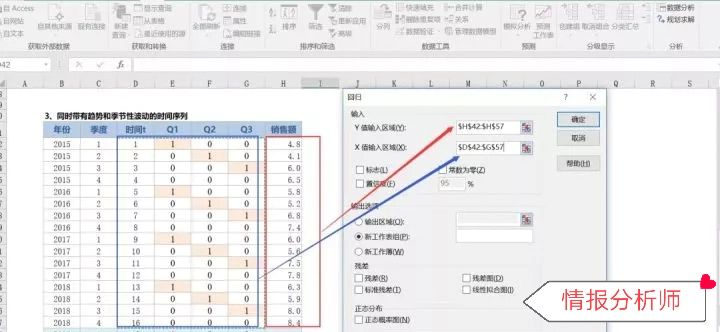 自 Access
自网站
自文本
自其他来源
现有连接
获取外部数据
新建查询
显示查询
从表格
最近使用的源
获取和转换
全部刷新
连接
属性
编辑链接
连接
排序
筛选
清除
重新应用
高级
排序和筛选
分列
快速填充
删除重复项
数据验证
合并计算
关系
管理数据模型
数据工具
模拟分析
预测工作表
预测
创建组
取消组合
分类汇总
分级显示
数据分析
规划求解
分析
fx
B C D E F G H I J K L M N O P Q R
3、同时带有趋势和季节性波动的时间序列
年份 季度 时间t Q1 Q2 Q3 销售额
2015 1 1 1 0 0 4.8
2015 2 2 0 1 0 4.1
2015 3 3 0 0 1 6.0
2015 4 4 0 0 0 6.5
2016 1 5 1 0 0 5.8
2016 2 6 0 1 0 5.2
2016 3 7 0 0 1 6.8
2016 4 8 0 0 0 7.4
2017 1 9 1 0 0 6.0
2017 2 10 0 1 0 5.6
2017 3 11 0 0 1 7.5
2017 4 12 0 0 0 7.8
2018 1 13 1 0 0 6.3
2018 2 14 0 1 0 5.9
2018 3 15 0 0 1 8.0
2018 4 16 0 0 0 8.4
回归
输入
Y 值输入区域(Y):
$H$42:$H$57
X 值输入区域(X):
$D$42:$G$57
标志(L)
常数为零(Z)
置信度(F)
95 %
输出选项
输出区域(O):
新工作表组(P):
新工作薄(W)
残差
残差(R)
残差图(D)
标准残差(T)
线性拟合图(I)
正态分布
正态概率图(N)
确定
取消
帮助(H)
情报分析师